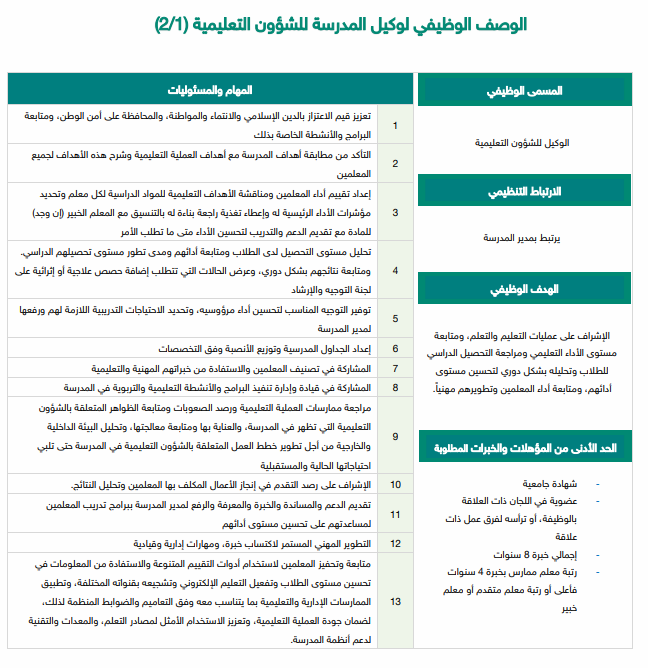 الوصف الوظيفي لوكيل المدرسة للشؤون التعليمية (2/1)
المسمى الوظيفي
الوكيل للشؤون التعليمية
الارتباط التنظيمي
يرتبط بمدير المدرسة
الهدف الوظيفي
الإشراف على عمليات التعليم والتعلم، ومتابعة
مستوى الأداء التعليمي ومراجعة التحصيل الدراسي
للطلاب وتحليله بشكل دوري لتحسين مستوى
أدائهم، ومتابعة أداء المعلمين وتطويرهم مهنياً.
الحد الأدنى من المؤهلات والخبرات المطلوبة
- شهادة جامعية
- عضوية في اللجان ذات العلاقة
بالوظيفة، أو ترأسه لفرق عمل ذات
علاقة
- إجمالي خبرة 8 سنوات
- رتبة معلم ممارس بخبرة 4 سنوات
فأعلى أو رتبة معلم متقدم أو معلم
خبير
المهام والمسئوليات
1 تعزيز قيم الاعتزاز بالدين الإسلامي والانتماء والمواطنة، والمحافظة على أمن الوطن، ومتابعة
البرامج والأنشطة الخاصة بذلك
2 التأكد من مطابقة أهداف المدرسة مع أهداف العملية التعليمية وشرح هذه الأهداف لجميع
المعلمين
3 إعداد تقييم أداء المعلمين ومناقشة الأهداف التعليمية للمواد الدراسية لكل معلم وتحديد
مؤشرات الأداء الرئيسية له وإعطاء تغذية راجعة بناءة له بالتنسيق مع المعلم الخبير (إن وجد)
للمادة مع تقديم الدعم والتدريب لتحسين الأداء متى ما تطلب الأمر
4 تحليل مستوى التحصيل لدى الطلاب ومتابعة أدائهم ومدى تطور مستوى تحصيلهم الدراسي.
ومتابعة نتائجهم بشكل دوري، وعرض الحالات التي تتطلب إضافة حصص علاجية أو إثرائية على
لجنة التوجيه والإرشاد
5 توفير التوجيه المناسب لتحسين أداء مرؤوسيه، وتحديد الاحتياجات التدريبية اللازمة لهم ورفعها
لمدير المدرسة
6 إعداد الجداول المدرسية وتوزيع الأنصبة وفق التخصصات
7 المشاركة في تصنيف المعلمين والاستفادة من خبراتهم المهنية والتعليمية
8 المشاركة في قيادة وإدارة تنفيذ البرامج والأنشطة التعليمية والتربوية في المدرسة
9 مراجعة ممارسات العملية التعليمية ورصد الصعوبات ومتابعة الظواهر المتعلقة بالشؤون
التعليمية التي تظهر في المدرسة، والعناية بها ومتابعة معالجتها، وتحليل البيئة الداخلية
والخارجية من أجل تطوير خطط العمل المتعلقة بالشؤون التعليمية في المدرسة حتى تلبي
احتياجاتها الحالية والمستقبلية
10 الإشراف على رصد التقدم في إنجاز الأعمال المكلف بها المعلمين وتحليل النتائج.
11 تقديم الدعم والمساندة والخبرة والمعرفة والرفع لمدير المدرسة ببرامج تدريب المعلمين
لمساعدتهم على تحسين مستوى أدائهم
12 التطوير المهني المستمر لاكتساب خبرة، ومهارات إدارية وقيادية
13 متابعة وتحفيز المعلمين لاستخدام أدوات التقييم المتنوعة والاستفادة من المعلومات في
تحسين مستوى الطلاب وتفعيل التعليم الإلكتروني وتشجيعه بقنواته المختلفة، وتطبيق
الممارسات الإدارية والتعليمية بما يتناسب معه وفق التعاميم والضوابط المنظمة لذلك،
لضمان جودة العملية التعليمية، وتعزيز الاستخدام الأمثل لمصادر التعلم، والمعدات والتقنية
لدعم أنظمة المدرسة.